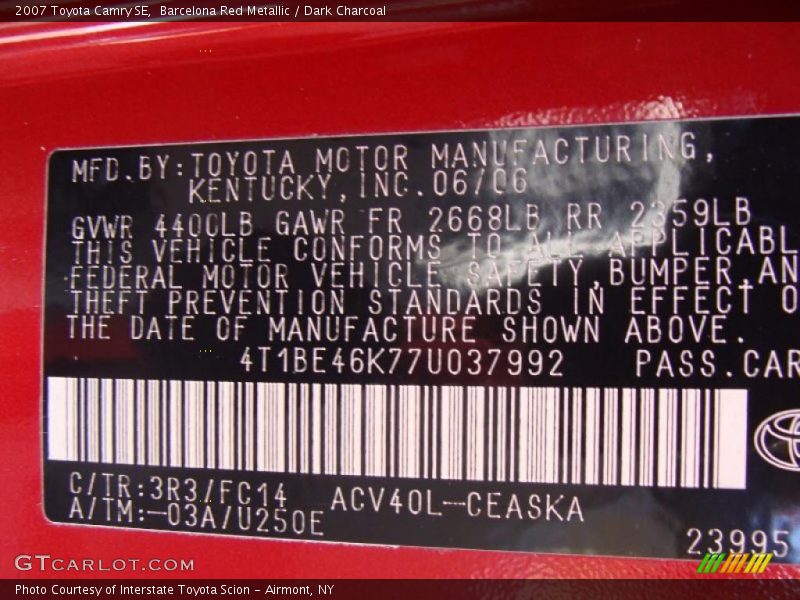 2007 Toyota Camry SE, Barcelona Red Metallic / Dark Charcoal
MFD.BY:TOYOTA MOTOR MANUFACTURING,
KENTUCKY,INC.06/06
GVWR 4400LB GAWR FR 2668LB RR 2359LB
THIS VEHICLE CONFORMS TO ALL APPLICABL
FEDERAL MOTOR VEHICLE SAFETY,BUMPER,AN
THEFT PREVENTION STANDARDS IN EFFECT O
THE DATE OF MANUFACTURE SHOWN ABOVE.
4T1BE46K77U037992 PASS.CAR
C/TR:3R3/FC14 ACV40L-CEASKA
A/TM:-03A/U250E
23995
GTCARLOT.COM
Photo Courtesy of Interstate Toyota Scion - Airmont, NY